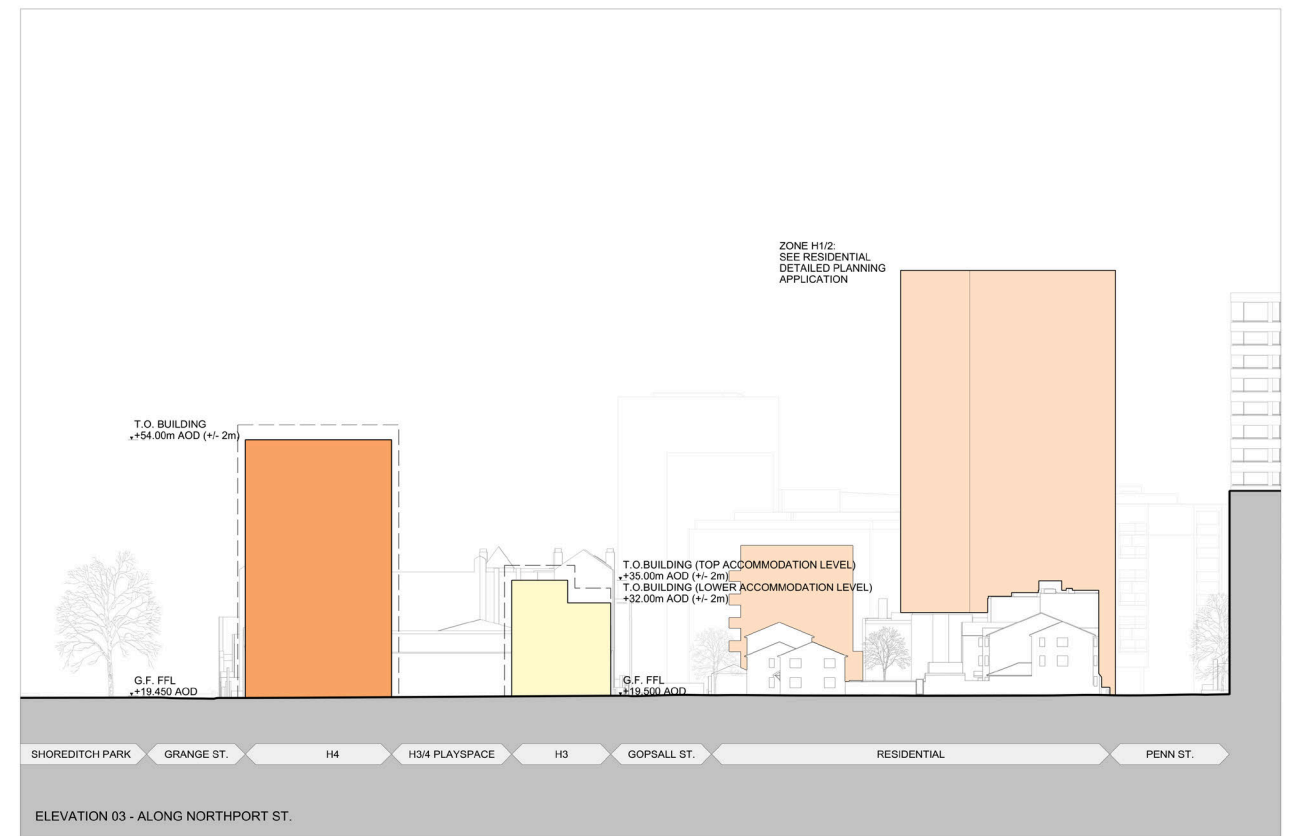 ZONE H1/2:
SEE RESIDENTIAL
DETAILED PLANNING
APPLICATION
T.O. BUILDING
+54.00m AOD (+/- 2m)
T.O.BUILDING (TOP ACCOMMODATION LEVEL)
+35.00m AOD (+/- 2m)
T.O.BUILDING (LOWER ACCOMMODATION LEVEL)
+32.00m AOD (+/- 2m)
G.F. FFL
+19.450 AOD
G.F. FFL
+19.500 AOD
SHOREDITCH PARK
GRANGE ST.
H4
H3/4 PLAYSPACE
H3
GOPSALL ST.
RESIDENTIAL
PENN ST.
ELEVATION 03 - ALONG NORTHPORT ST.